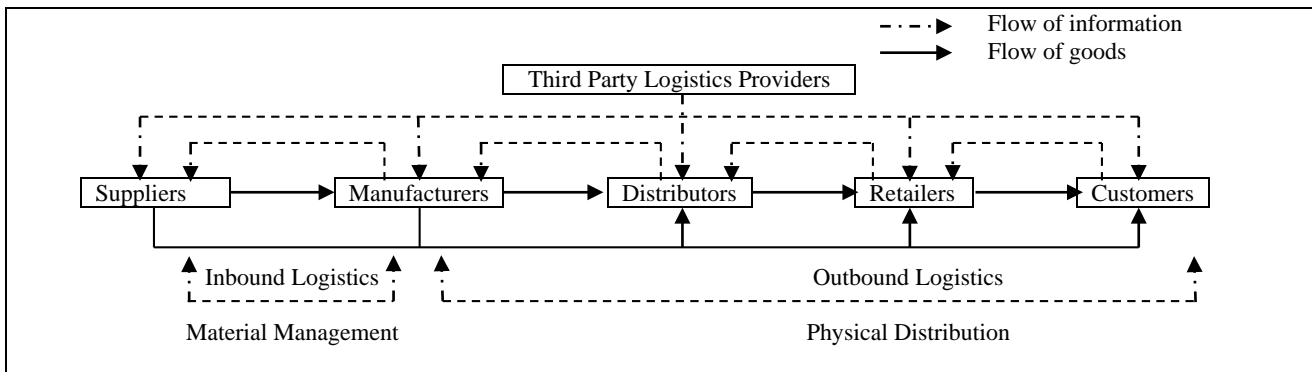 Flow of information
Flow of goods
Third Party Logistics Providers
Suppliers
Manufacturers
Distributors
Retailers
Customers
Inbound Logistics
Outbound Logistics
Material Management
Physical Distribution